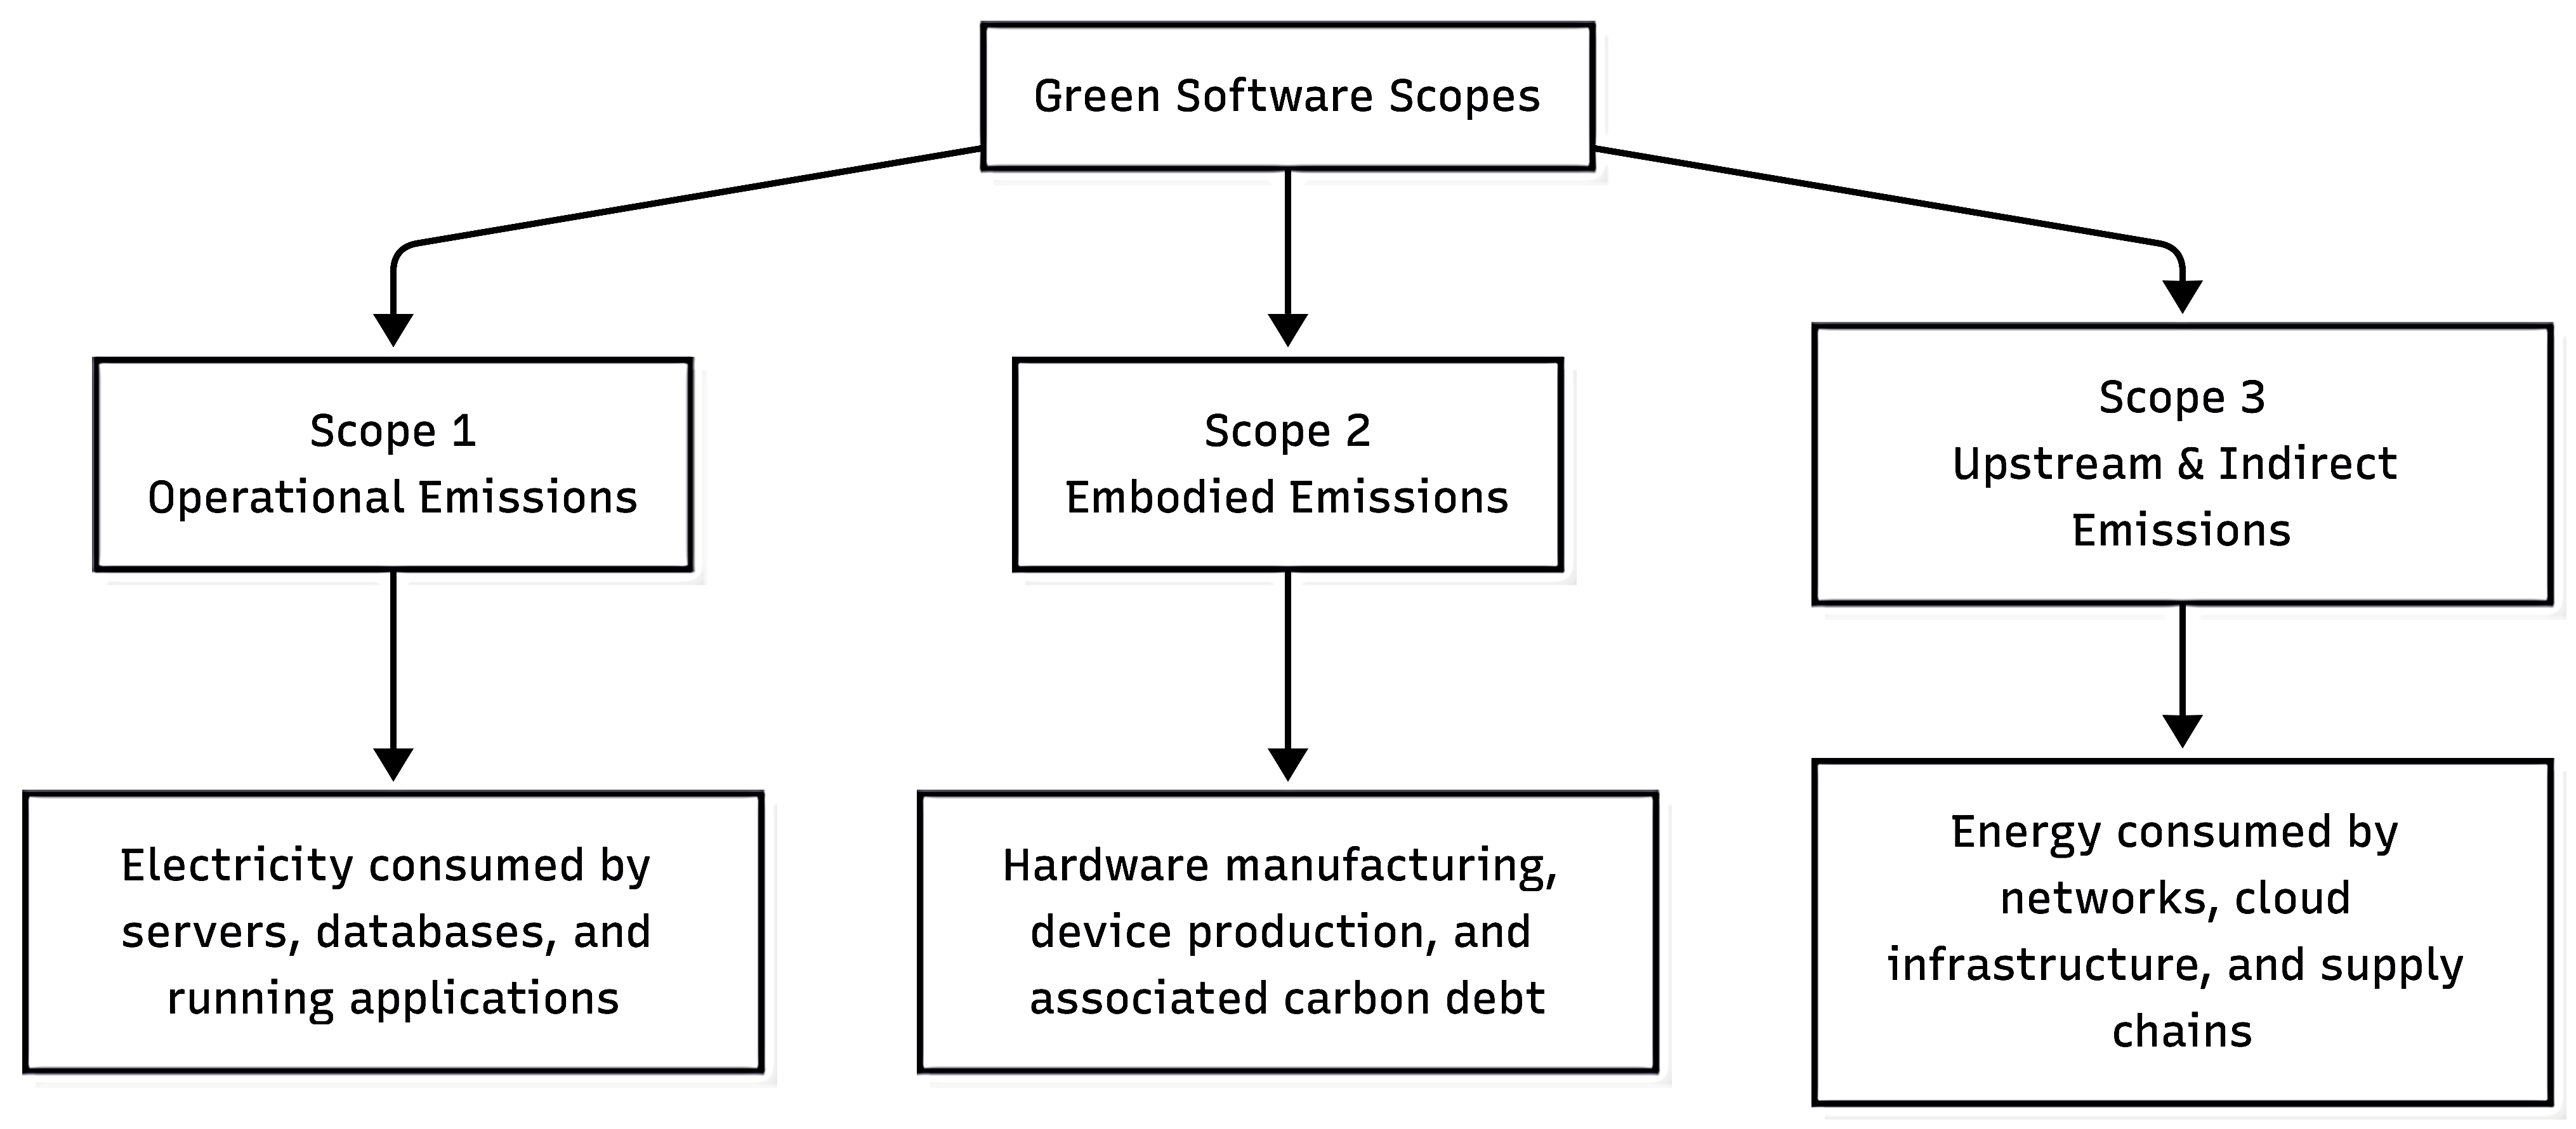 Green Software Scopes
Scope 1
Operational Emissions
Scope 2
Embodied Emissions
Scope 3
Upstream & Indirect
Emissions
Electricity consumed by
servers, databases, and
running applications
Hardware manufacturing,
device production, and
associated carbon debt
Energy consumed by
networks, cloud
infrastructure, and supply
chains